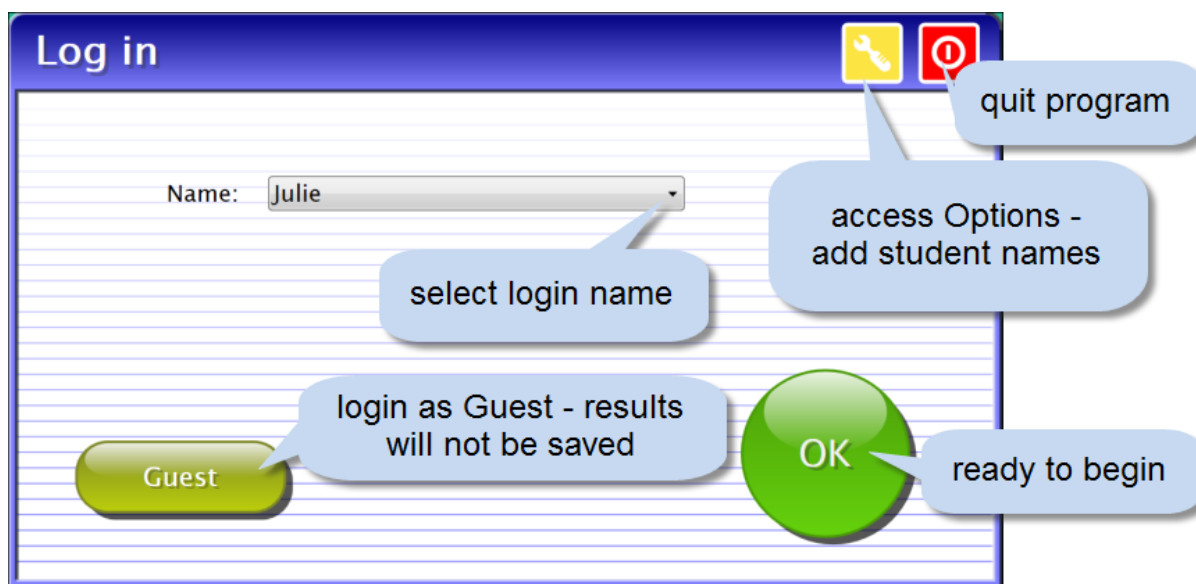 Log in
quit program
Name:
Julie
access Options -
add student names
select login name
login as Guest - results
will not be saved
Guest
OK
ready to begin